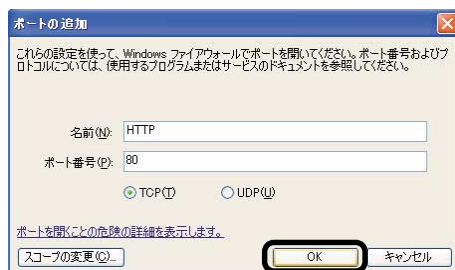 ポートの追加
これらの設定を使って、Windows ファイアウォールでポートを開いてください。ポート番号およびプ
ロトコルについては、使用するプログラムまたはサービスのドキュメントを参照してください。
名前(N): HTTP
ポート番号(P): 80
TCP(T) UDP(U)
ポートを開くことの危険の詳細を表示します。
スコープの変更(C)... OK キャンセル